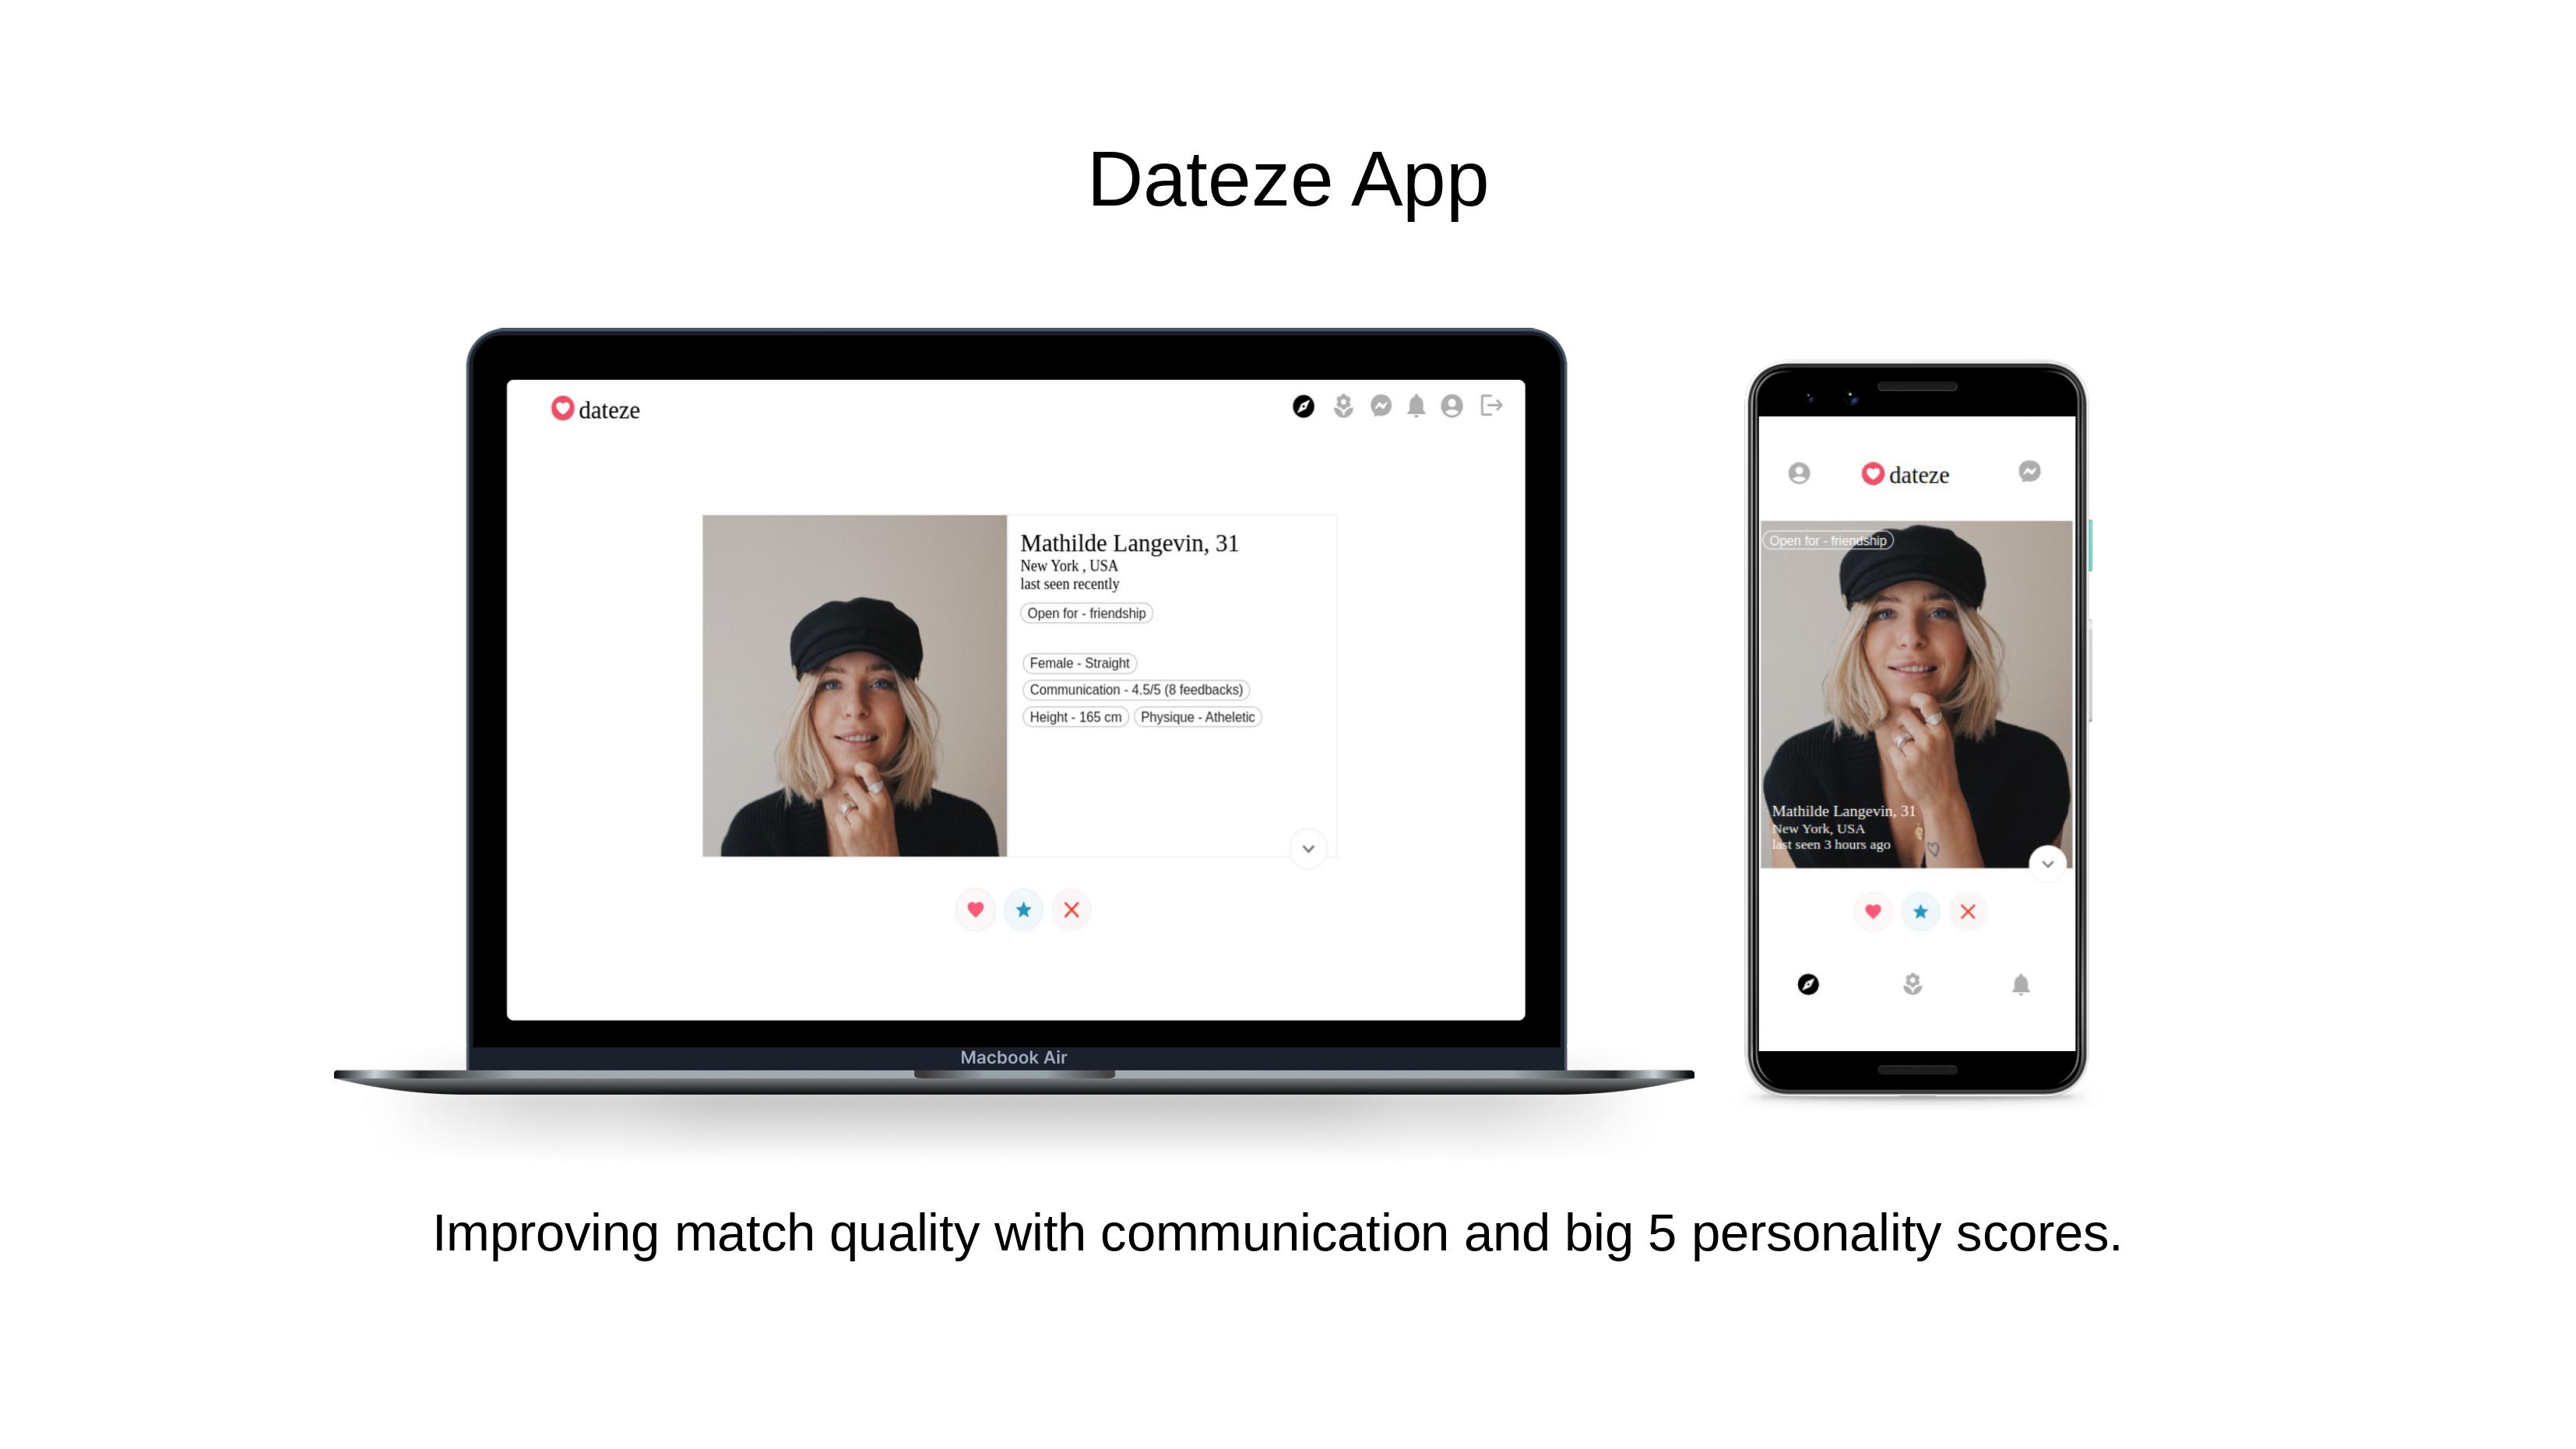 Dateze App
dateze
Mathilde Langevin, 31
New York , USA
last seen recently
Open for - friendship
Female - Straight
Communication - 4.5/5 (8 feedbacks)
Height - 165 cm
Physique - Atheletic
Macbook Air
dateze
Open for - friendship
Mathilde Langevin, 31
New York, USA
last seen 3 hours ago
Improving match quality with communication and big 5 personality scores.